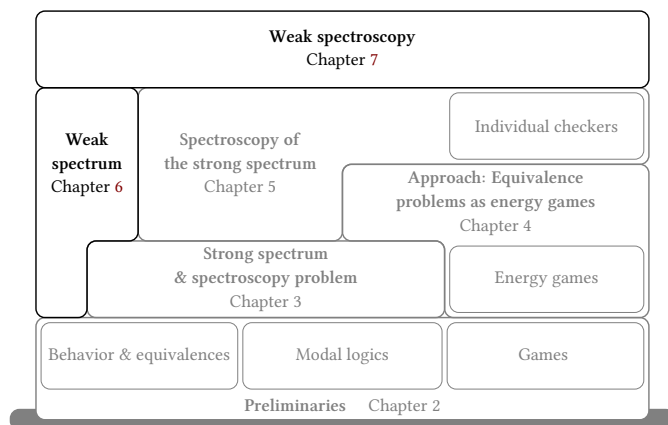 Weak spectroscopy
Chapter 7
Individual checkers
Weak
spectrum
Chapter 6
Spectroscopy of
the strong spectrum
Chapter 5
Approach: Equivalence
problems as energy games
Chapter 4
Strong spectrum
& spectroscopy problem
Chapter 3
Energy games
Behavior & equivalences
Modal logics
Games
Preliminaries Chapter 2